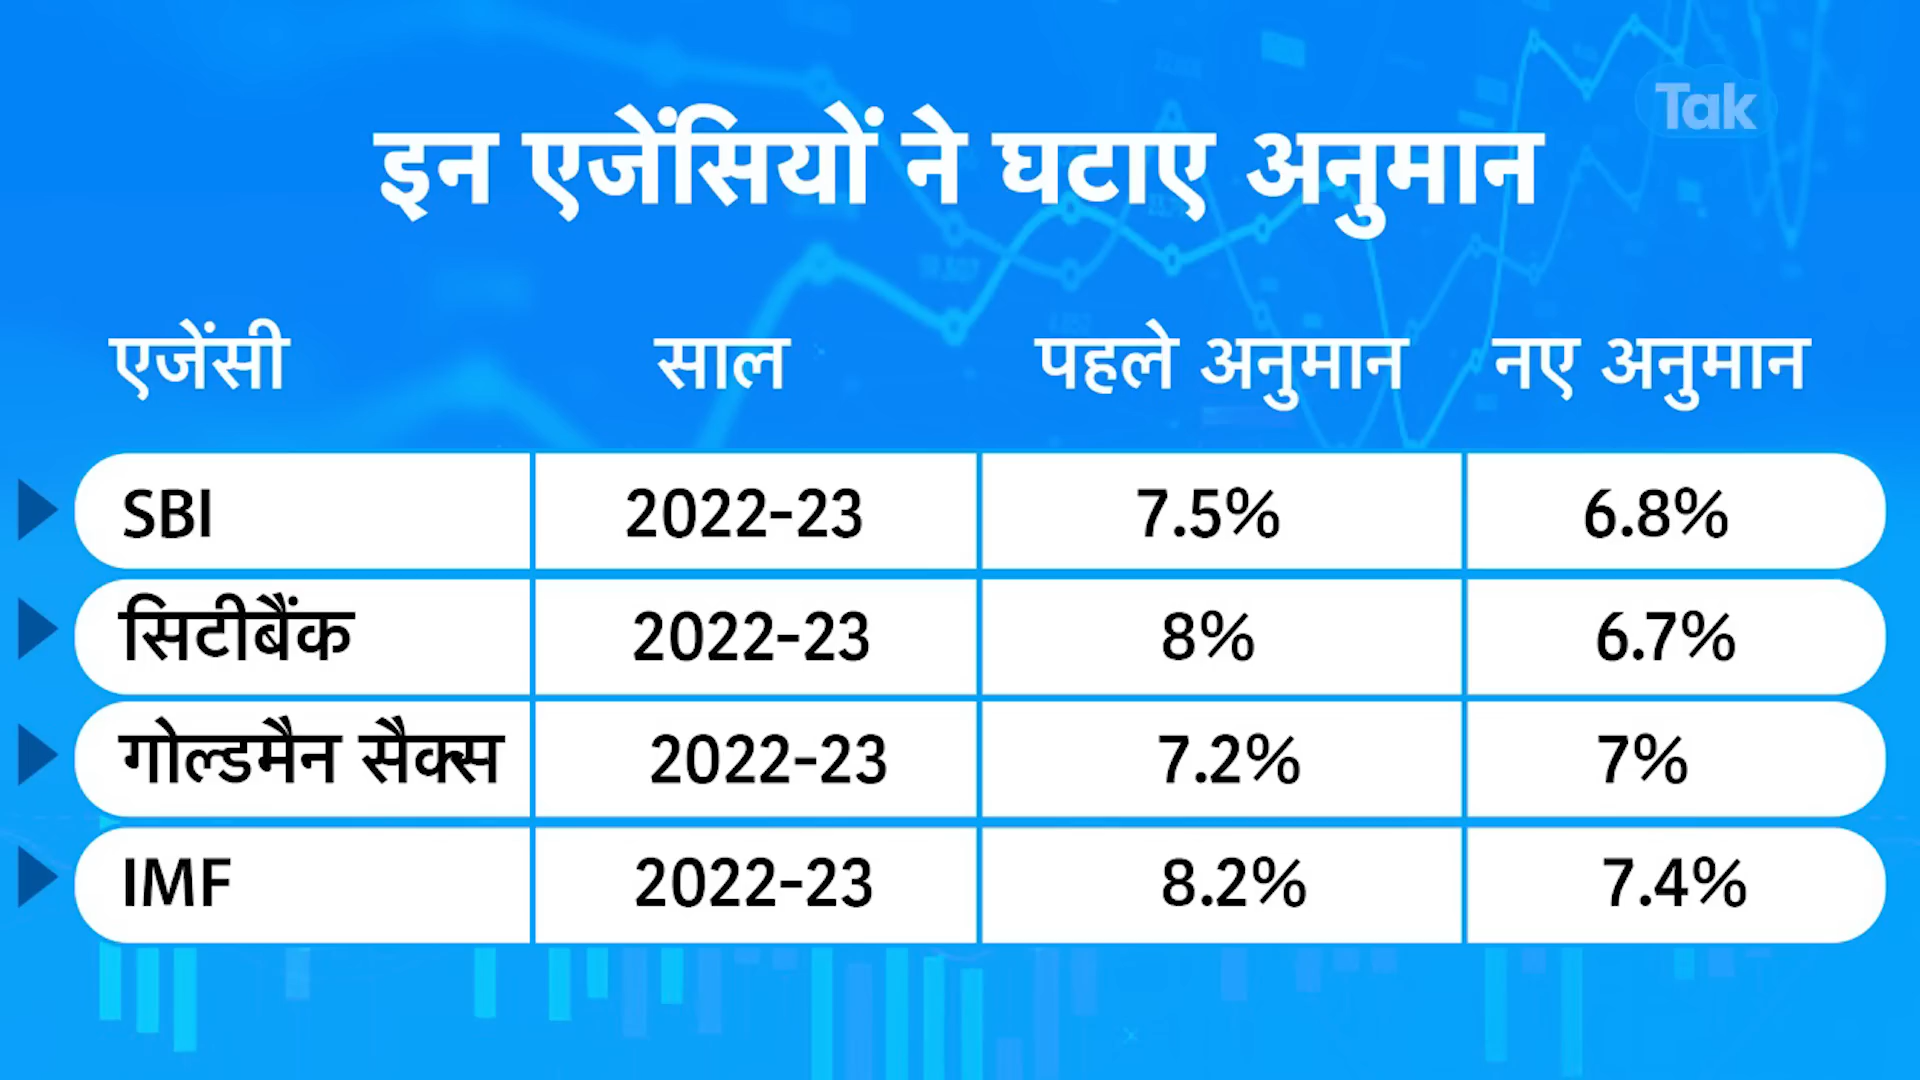 Tak
इन एजेंसियों ने घटाए अनुमान
एजेंसी साल पहले अनुमान नए अनुमान
SBI 2022-23 7.5% 6.8%
सिटीबैंक 2022-23 8% 6.7%
गोल्डमैन सैक्स 2022-23 7.2% 7%
IMF 2022-23 8.2% 7.4%